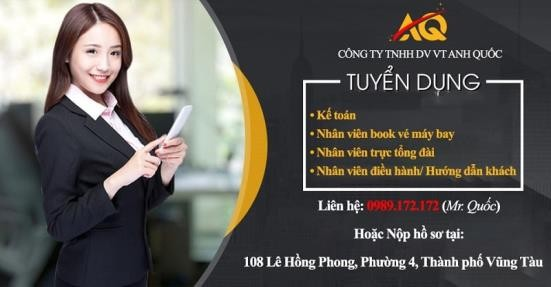 AQ
CÔNG TY TNHH DV VT ANH QUỐC
TUYỂN DỤNG
• Kế toán
• Nhân viên book vé máy bay
• Nhân viên trực tổng đài
• Nhân viên điều hành/ Hướng dẫn khách
Liên hệ: 0989.172.172 (Mr. Quốc)
Hoặc Nộp hồ sơ tại:
108 Lê Hồng Phong, Phường 4, Thành phố Vũng Tàu